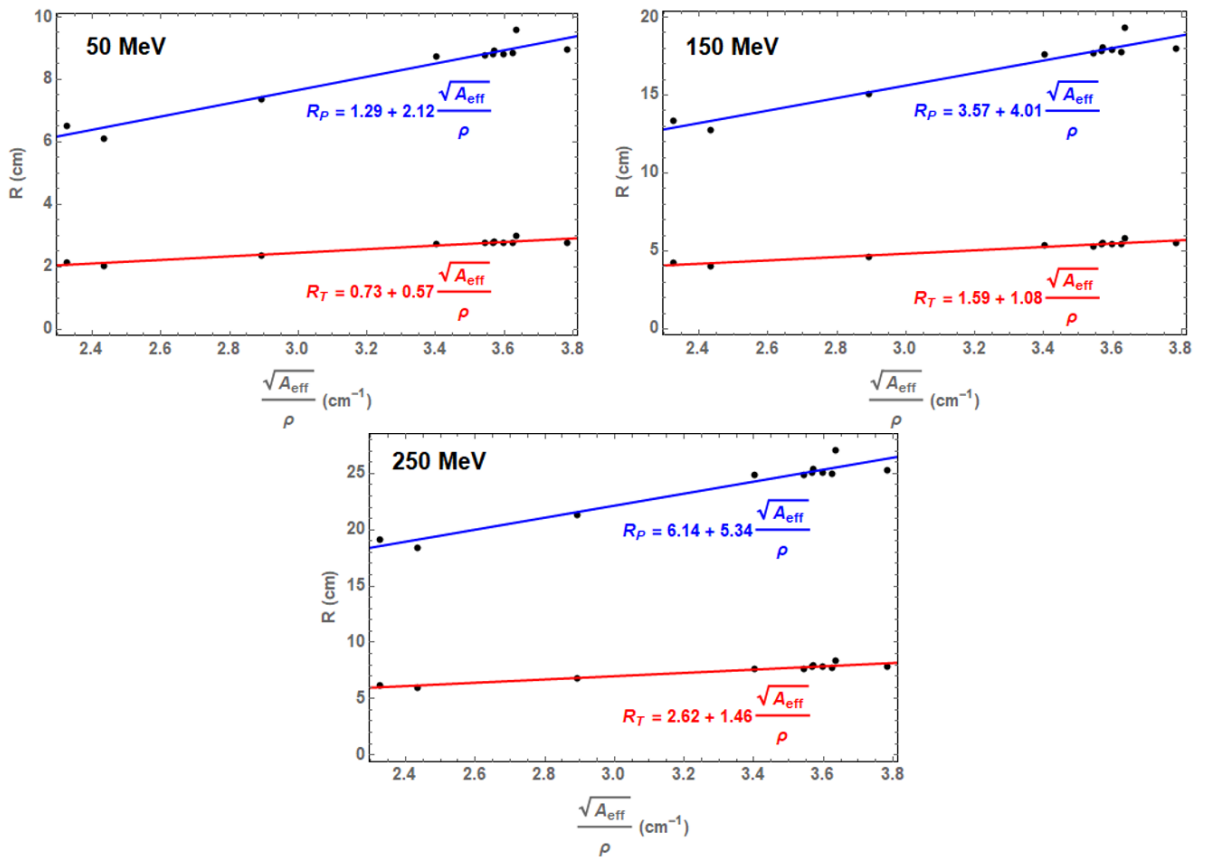 50 MeV
10
8
6
4
2
0
R (cm)
R_P = 1.29 + 2.12 √A_eff / ρ
R_T = 0.73 + 0.57 √A_eff / ρ
2.4 2.6 2.8 3.0 3.2 3.4 3.6 3.8
√A_eff / ρ (cm⁻¹)
150 MeV
20
15
10
5
0
R (cm)
R_P = 3.57 + 4.01 √A_eff / ρ
R_T = 1.59 + 1.08 √A_eff / ρ
2.4 2.6 2.8 3.0 3.2 3.4 3.6 3.8
√A_eff / ρ (cm⁻¹)
250 MeV
25
20
15
10
5
0
R (cm)
R_P = 6.14 + 5.34 √A_eff / ρ
R_T = 2.62 + 1.46 √A_eff / ρ
2.4 2.6 2.8 3.0 3.2 3.4 3.6 3.8
√A_eff / ρ (cm⁻¹)